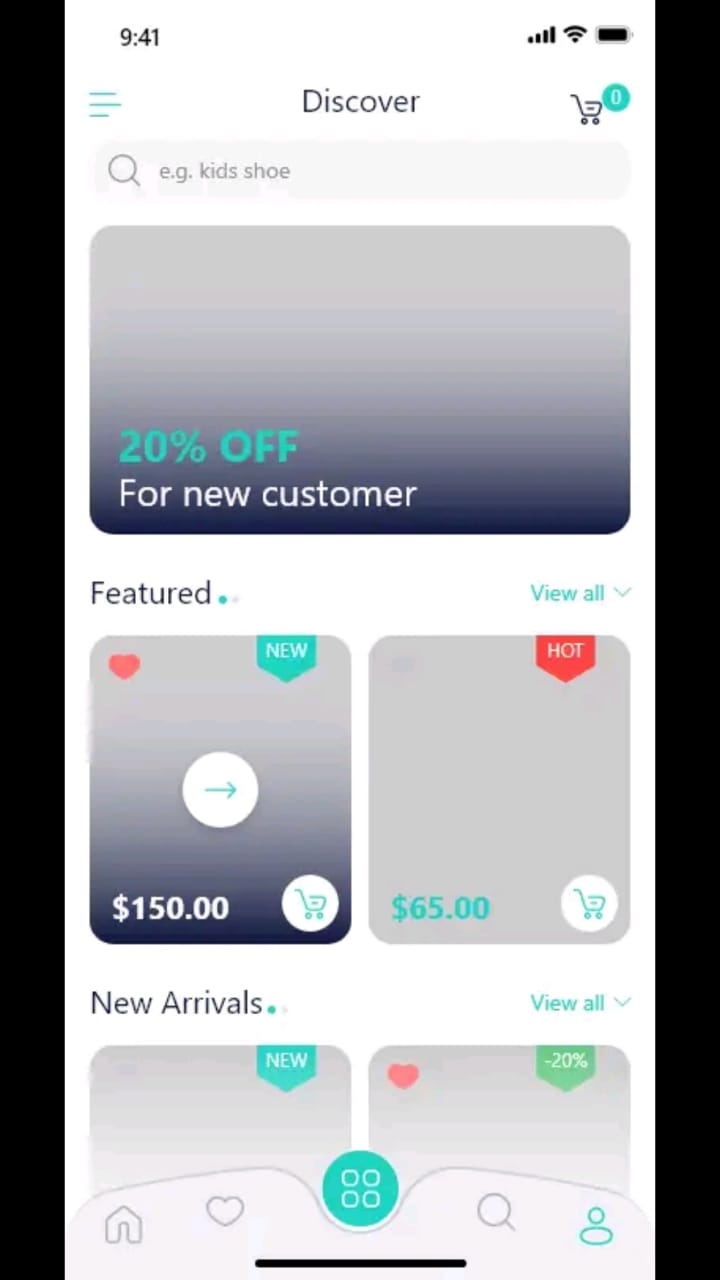 9:41
Discover
0
e.g. kids shoe
20% OFF
For new customer
Featured
View all
NEW
HOT
$150.00
$65.00
New Arrivals
View all
NEW
-20%